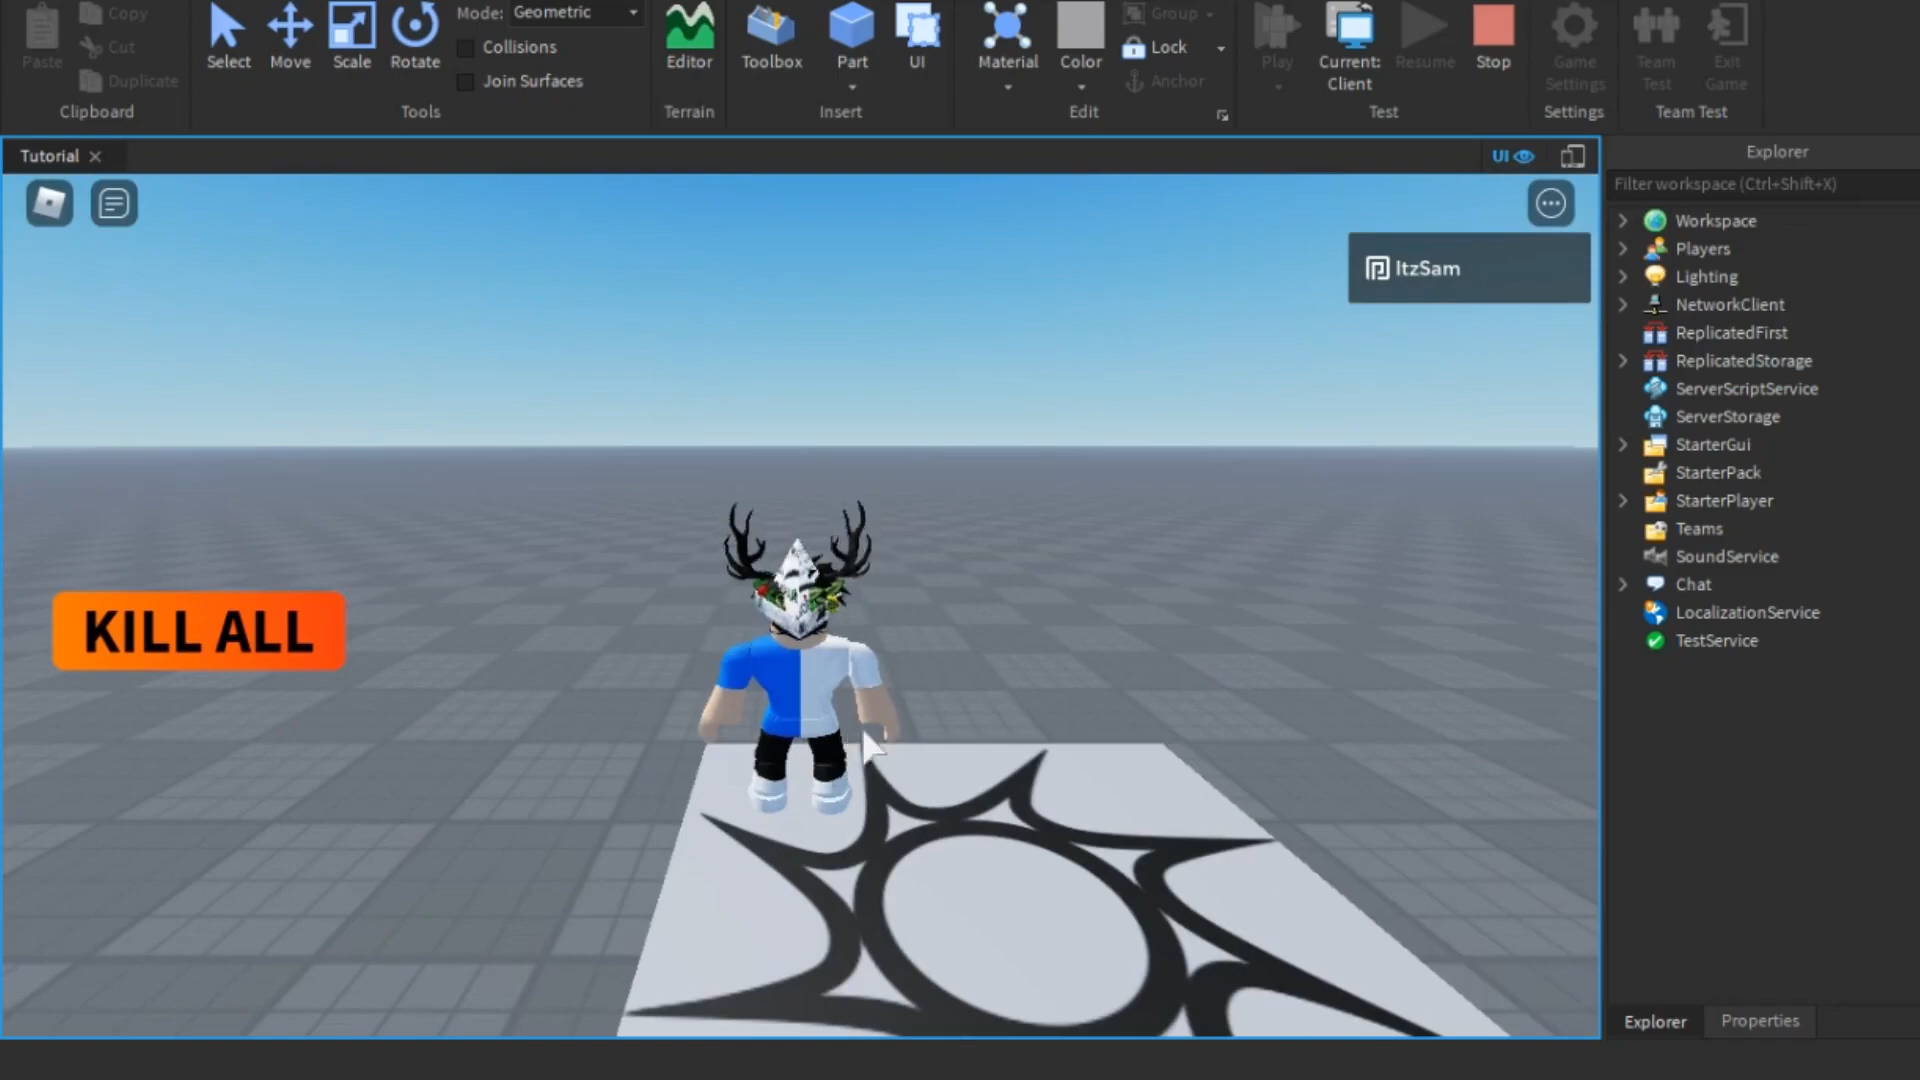 Paste
Copy
Cut
Duplicate
Clipboard
Select
Move
Scale
Rotate
Mode: Geometric
Collisions
Join Surfaces
Tools
Editor
Terrain
Toolbox
Part
UI
Insert
Material
Color
Group
Lock
Anchor
Edit
Play
Current:
Client
Resume
Stop
Test
Game
Settings
Settings
Team
Test
Exit
Game
Team Test
Tutorial
UI
ItzSam
KILL ALL
Explorer
Filter workspace (Ctrl+Shift+X)
Workspace
Players
Lighting
NetworkClient
ReplicatedFirst
ReplicatedStorage
ServerScriptService
ServerStorage
StarterGui
StarterPack
StarterPlayer
Teams
SoundService
Chat
LocalizationService
TestService
Explorer
Properties